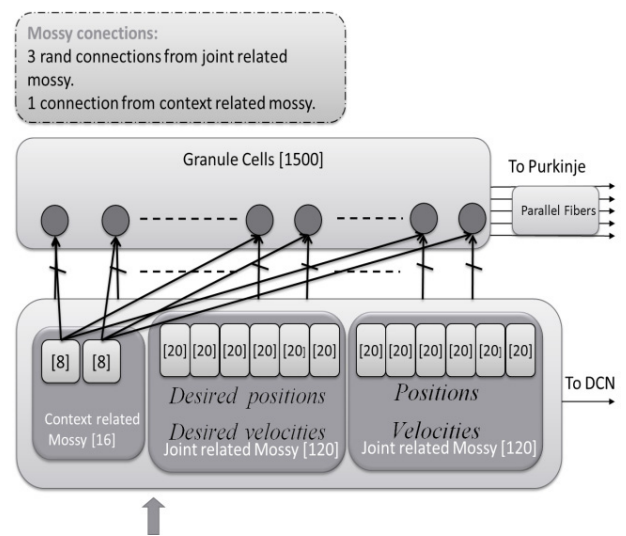 Mossy conections:
3 rand connections from joint related
mossy.
1 connection from context related mossy.
Granule Cells [1500]
To Purkinje
Parallel Fibers
[8] [8]
[20] [20] [20] [20] [20] [20]
[20] [20] [20] [20] [20] [20]
Context related
Mossy [16]
Desired positions
Desired velocities
Joint related Mossy [120]
Positions
Velocities
Joint related Mossy [120]
To DCN